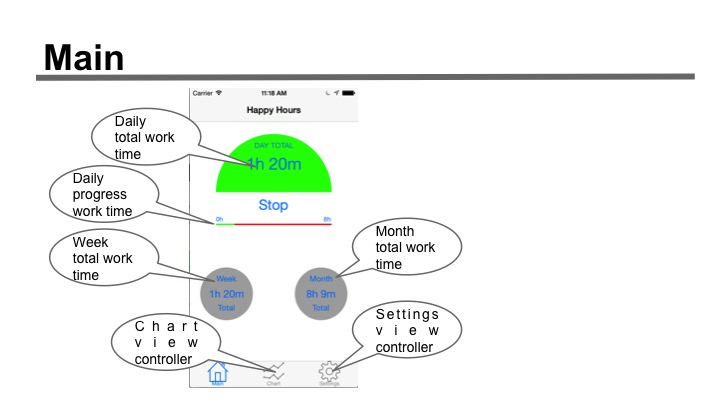 Main
Carrier 11:18 AM
Happy Hours
Daily
total work
time
DAY TOTAL
1h 20m
Daily
progress
work time
Stop
0h 8h
Week
total work
time
Month
total work
time
Week
1h 20m
Total
Month
8h 9m
Total
Chart
view
controller
Settings
view
controller
Main Chart Settings